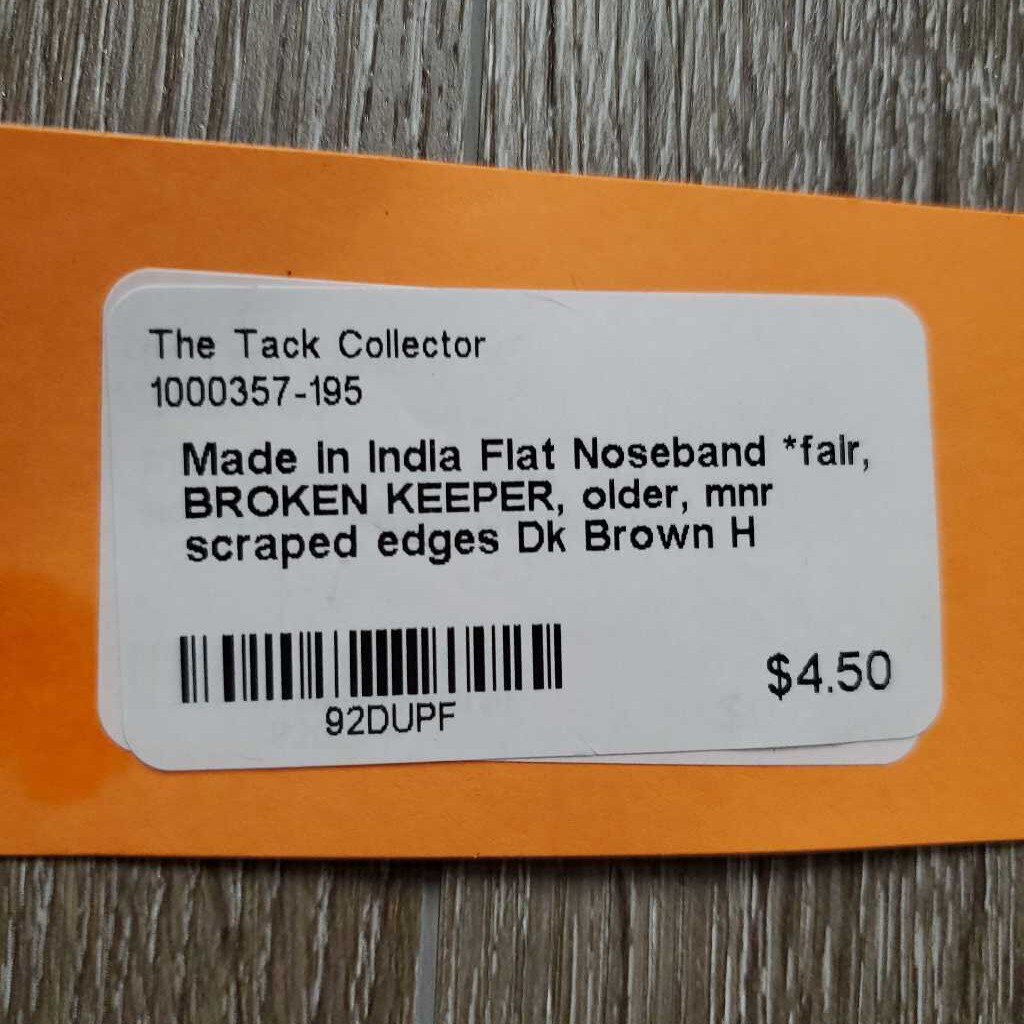 The Tack Collector
1000357-195
Made in India Flat Noseband *fair,
BROKEN KEEPER, older, mnr
scraped edges Dk Brown H
92DUPF
$4.50